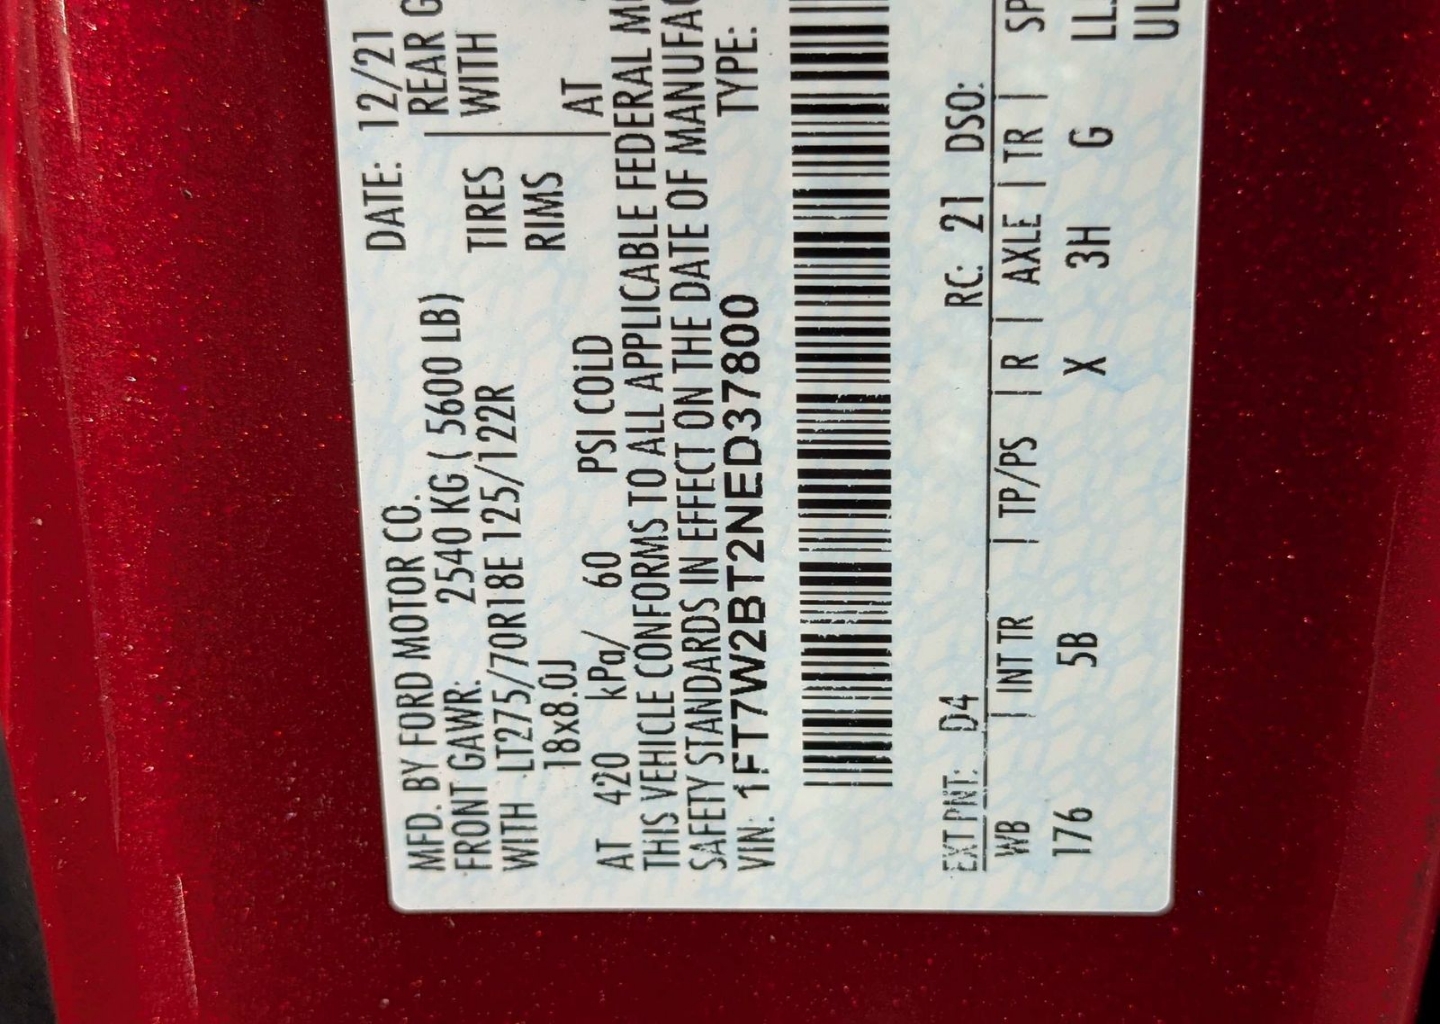 MFD. BY FORD MOTOR CO. DATE: 12/21
FRONT GAWR: 2540 KG ( 5600 LB) REAR G
WITH LT275/70R18E 125/122R TIRES WITH
18x8.0J RIMS
AT 420 kPa/ 60 PSI COLD AT
THIS VEHICLE CONFORMS TO ALL APPLICABLE FEDERAL
SAFETY STANDARDS IN EFFECT ON THE DATE OF MANUFAC
VIN: 1FT7W2BT2NED37800 TYPE:
EXT PNT: D4 RC: 21 DSO:
WB | INT TR | TP/PS | R | AXLE | TR | SP
176 5B X 3H G LL
UL